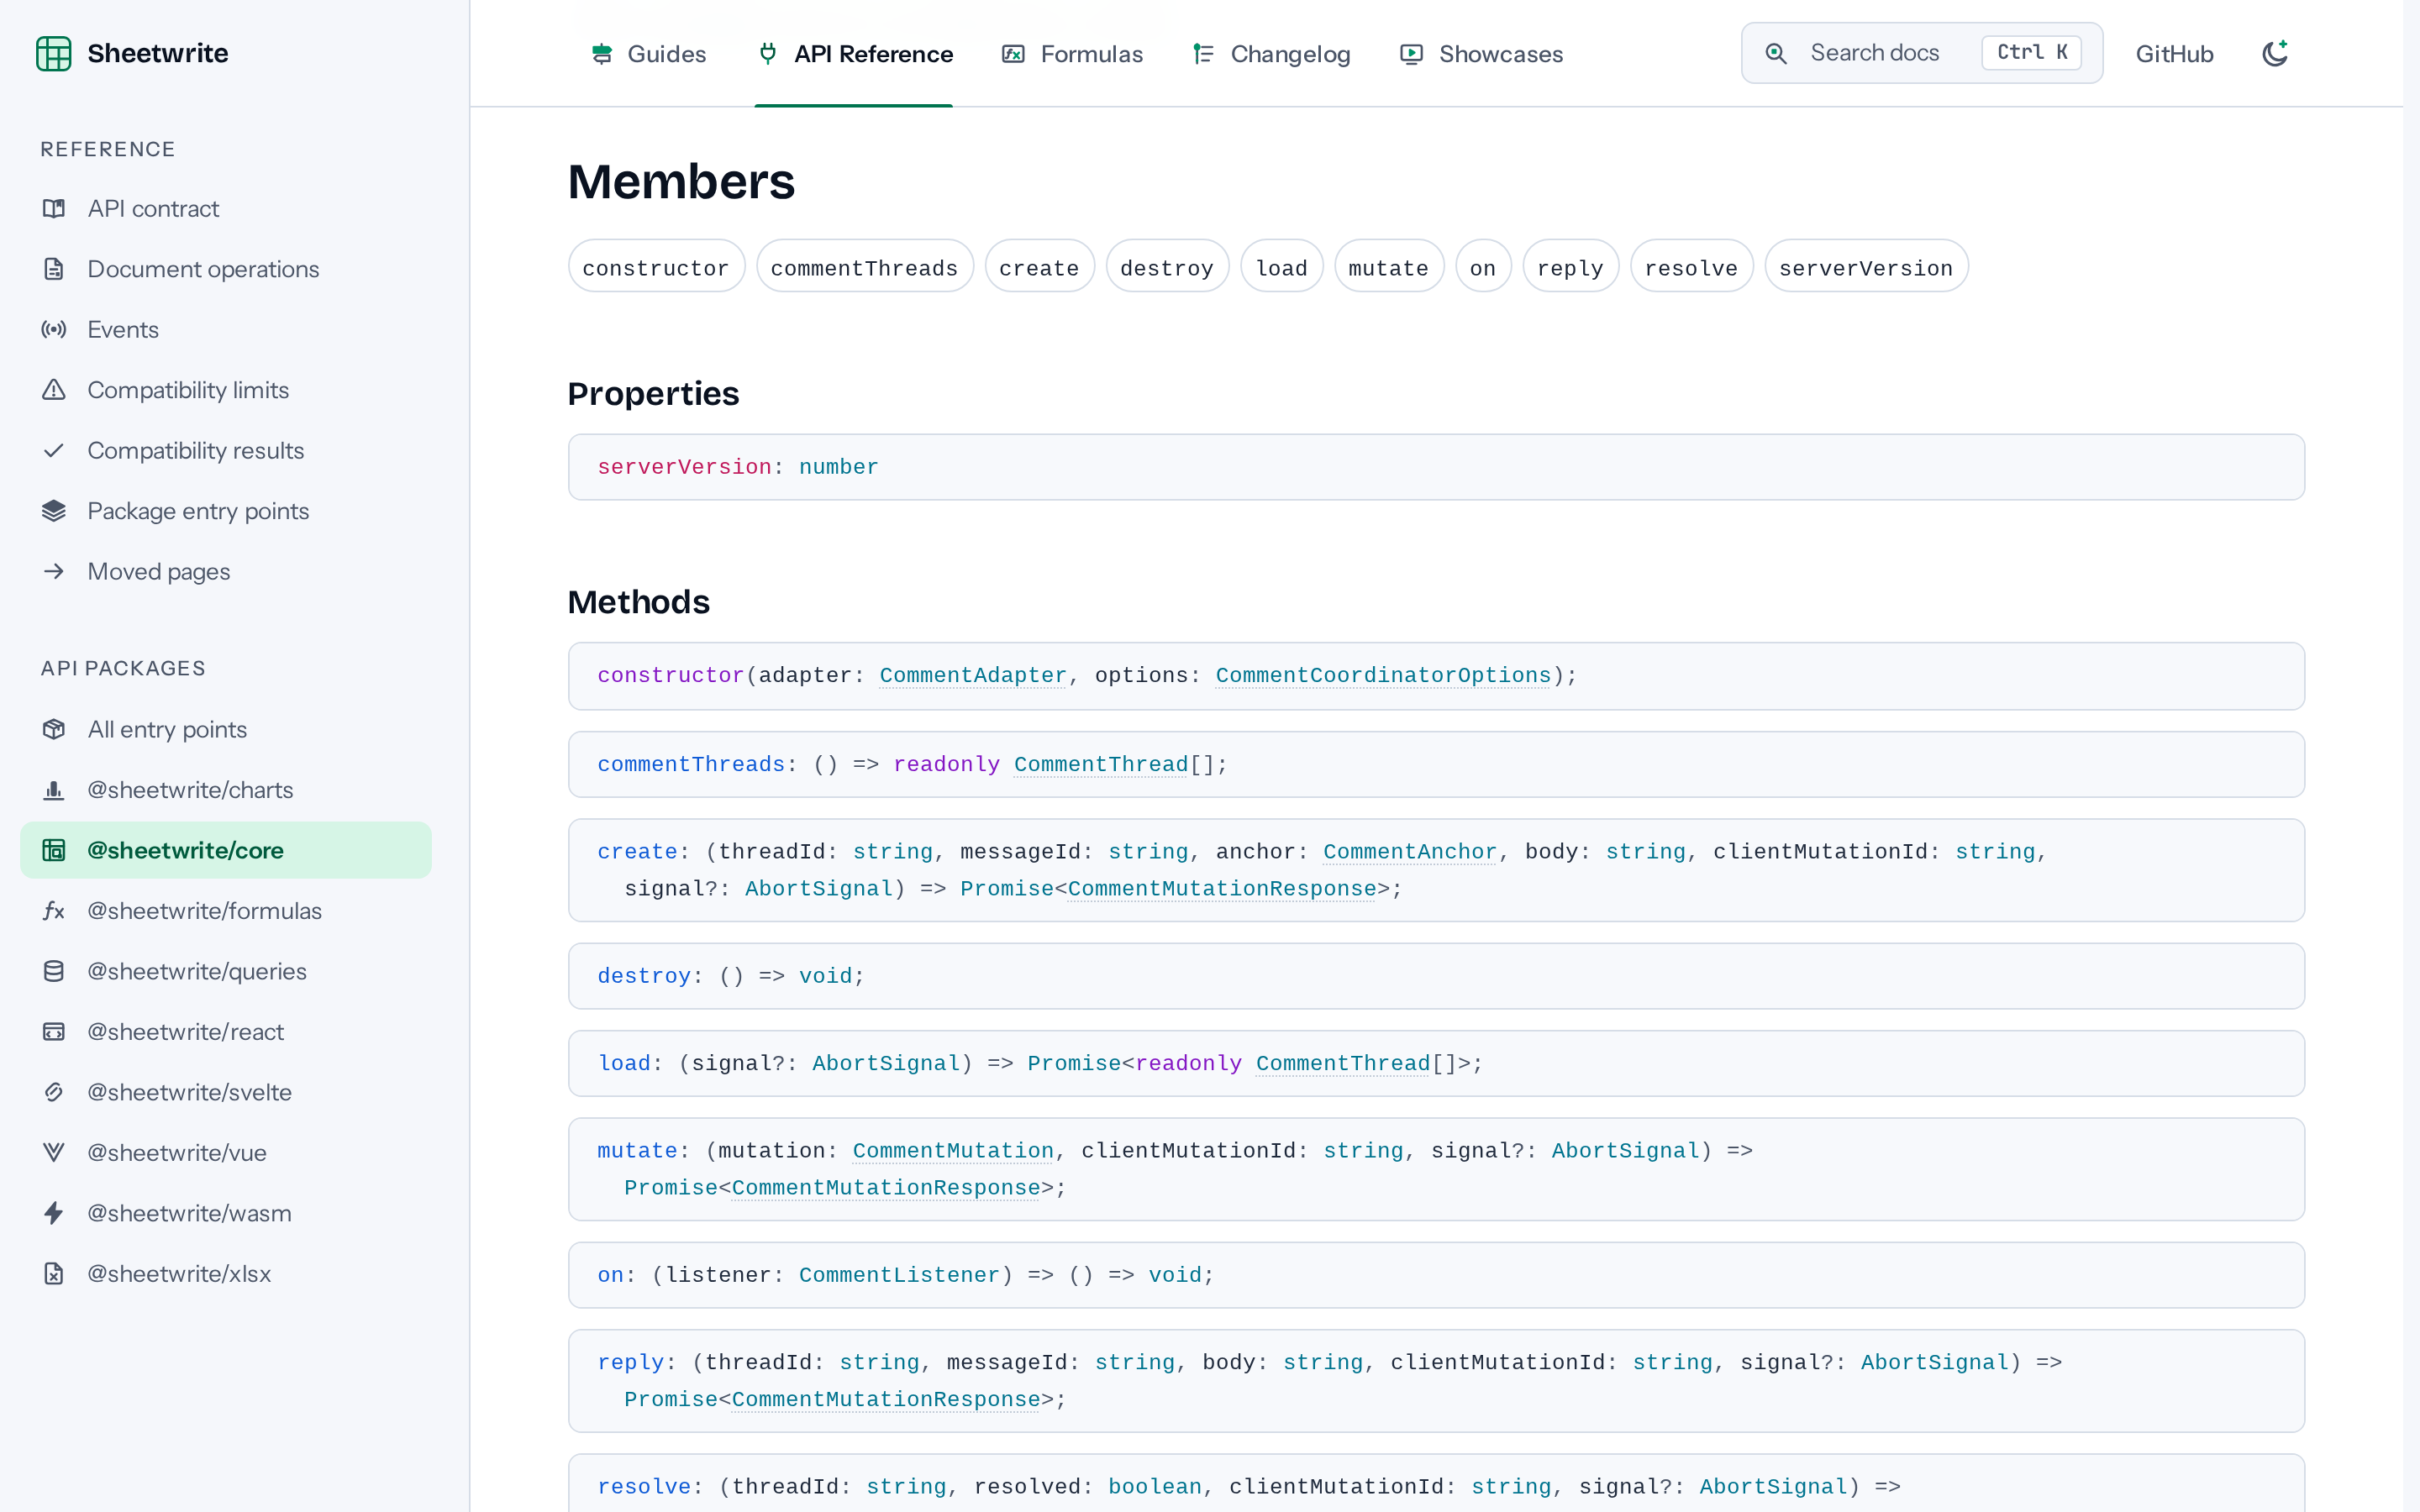 Sheetwrite
Guides
API Reference
Formulas
Changelog
Showcases
Search docs
Ctrl K
GitHub
REFERENCE
API contract
Document operations
Events
Compatibility limits
Compatibility results
Package entry points
Moved pages
API PACKAGES
All entry points
@sheetwrite/charts
@sheetwrite/core
@sheetwrite/formulas
@sheetwrite/queries
@sheetwrite/react
@sheetwrite/svelte
@sheetwrite/vue
@sheetwrite/wasm
@sheetwrite/xlsx
Members
constructor commentThreads create destroy load mutate on reply resolve serverVersion
Properties
serverVersion: number
Methods
constructor(adapter: CommentAdapter, options: CommentCoordinatorOptions);
commentThreads: () => readonly CommentThread[];
create: (threadId: string, messageId: string, anchor: CommentAnchor, body: string, clientMutationId: string,
signal?: AbortSignal) => Promise<CommentMutationResponse>;
destroy: () => void;
load: (signal?: AbortSignal) => Promise<readonly CommentThread[]>;
mutate: (mutation: CommentMutation, clientMutationId: string, signal?: AbortSignal) =>
Promise<CommentMutationResponse>;
on: (listener: CommentListener) => () => void;
reply: (threadId: string, messageId: string, body: string, clientMutationId: string, signal?: AbortSignal) =>
Promise<CommentMutationResponse>;
resolve: (threadId: string, resolved: boolean, clientMutationId: string, signal?: AbortSignal) =>